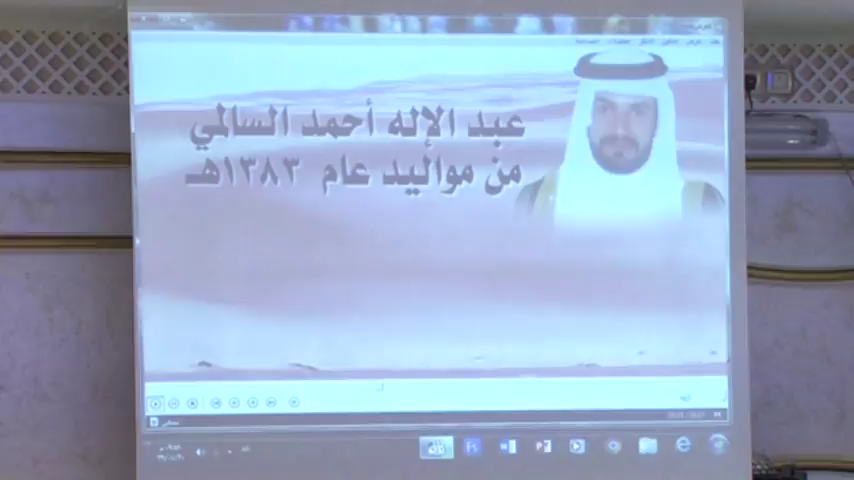 عبد الإله أحمد السالمي
من مواليد عام ١٣٨٣هـ